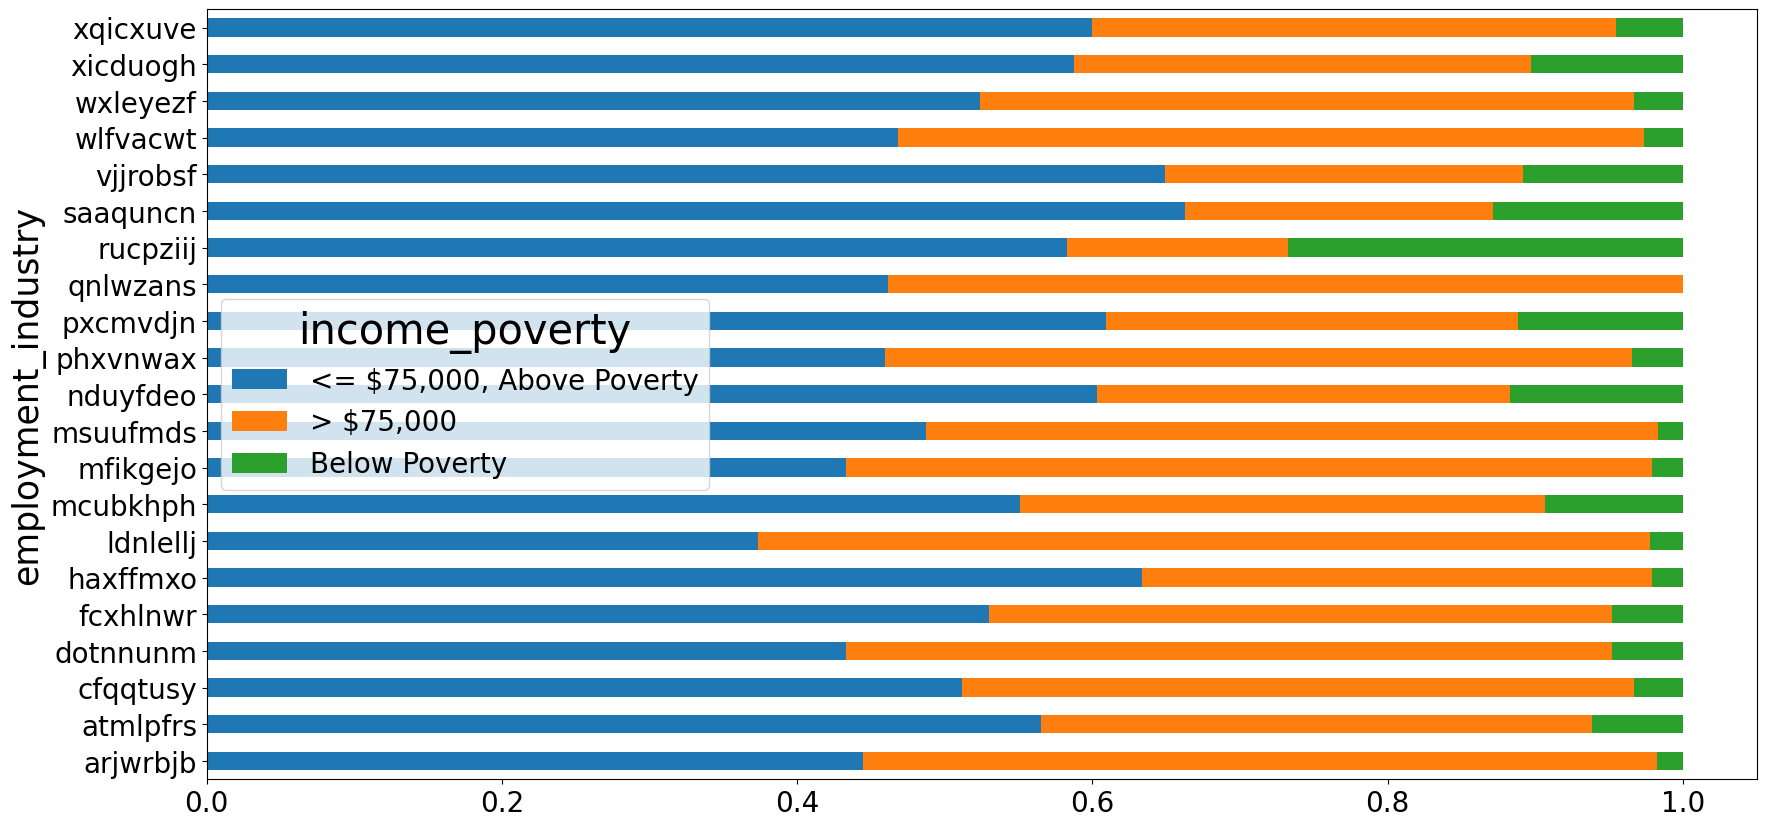 employment_industry
xqicxuve
xicduogh
wxleyezf
wlfvacwt
vjjrobsf
saaquncn
rucpziij
qnlwzans
pxcmvdjn
phxvnwax
nduyfdeo
msuufmds
mfikgejo
mcubkhph
ldnlellj
haxffmxo
fcxhlnwr
dotnnunm
cfqqtusy
atmlpfrs
arjwrbjb
income_poverty
<= $75,000, Above Poverty
> $75,000
Below Poverty
0.0 0.2 0.4 0.6 0.8 1.0